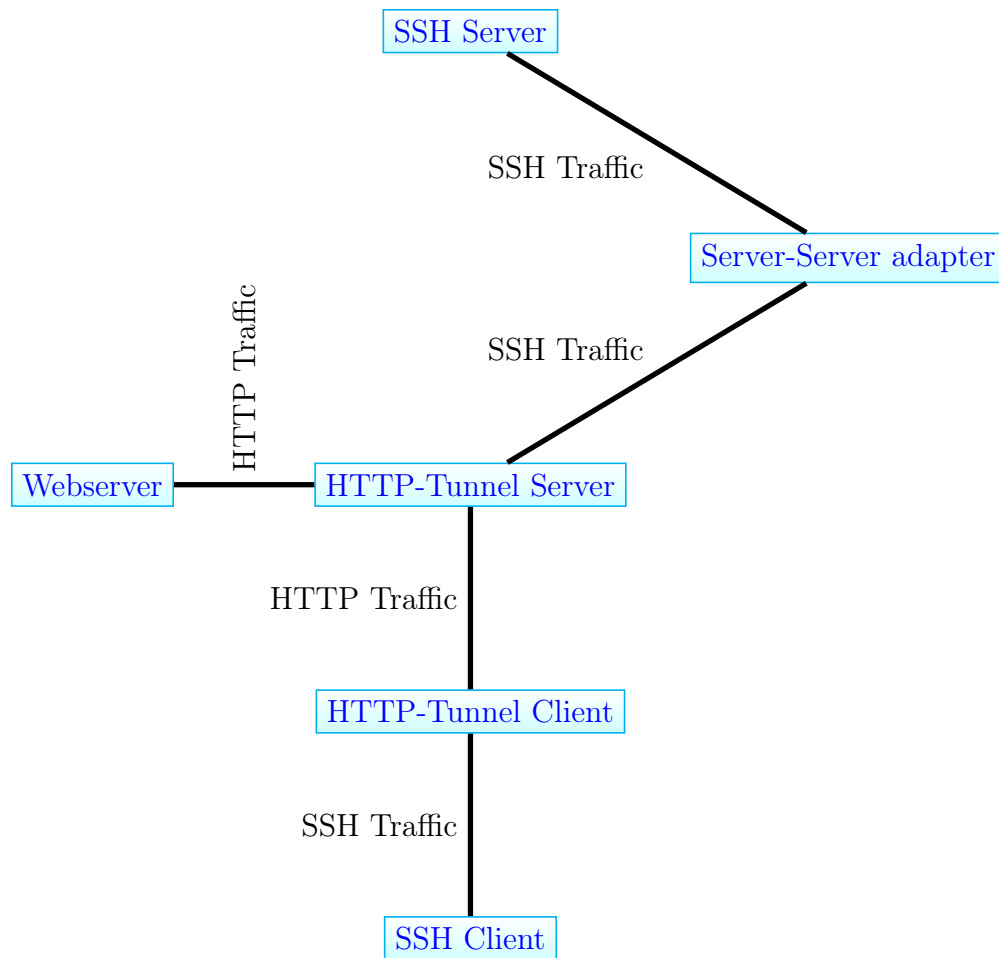 SSH Server
SSH Traffic
Server-Server adapter
HTTP Traffic
SSH Traffic
Webserver
HTTP-Tunnel Server
HTTP Traffic
HTTP-Tunnel Client
SSH Traffic
SSH Client